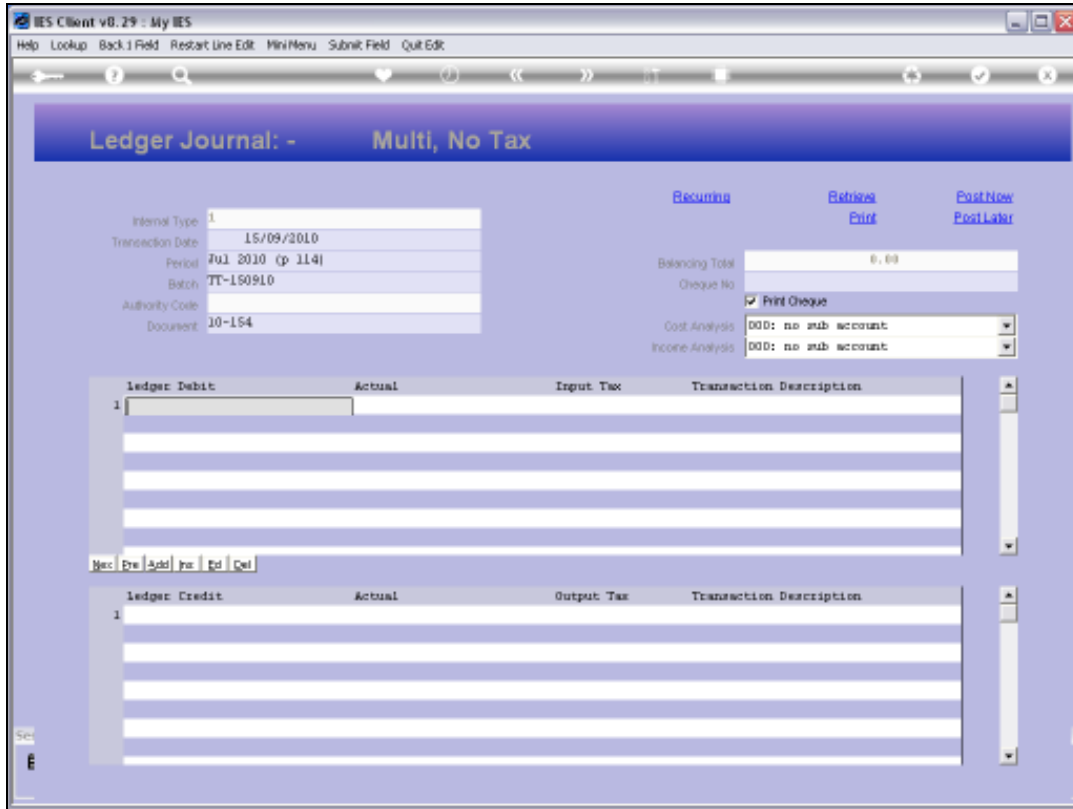 IES Client v8.29 : My IES
Help Lookup Back 1 Field Restart Line Edit MiniMenu Submit Field Quit Edit
Ledger Journal: - Multi, No Tax
Recurring Retrieve Post Now
Print Post Later
Internal Type 1
Transaction Date 15/09/2010
Period Jul 2010 (p 114)
Batch TT-150910
Authority Code
Document 10-154
Balancing Total 0.00
Cheque No
Print Cheque
Cost Analysis 000: no sub account
Income Analysis 000: no sub account
Ledger Debit Actual Input Tax Transaction Description
1
Nex Pre Add Ins Ed Del
Ledger Credit Actual Output Tax Transaction Description
1